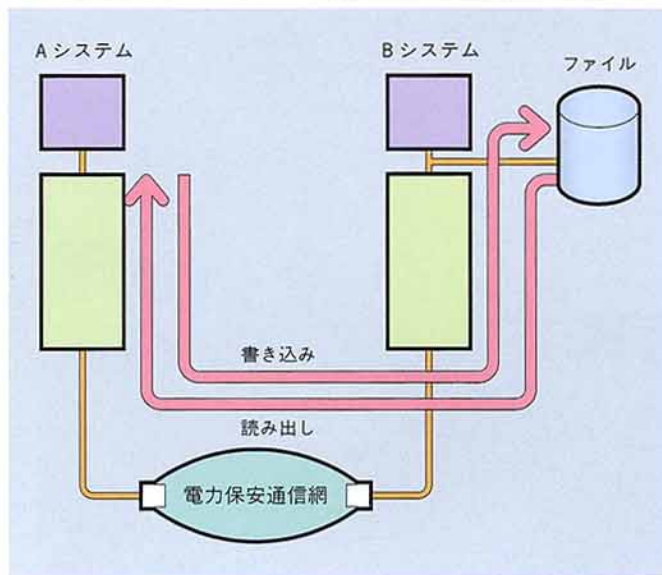 Aシステム
Bシステム
ファイル
書き込み
読み出し
電力保安通信網